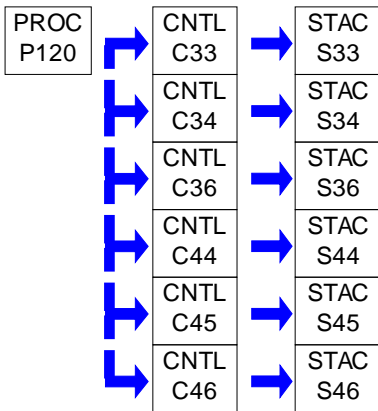 PROC
P120
CNTL
C33
STAC
S33
CNTL
C34
STAC
S34
CNTL
C36
STAC
S36
CNTL
C44
STAC
S44
CNTL
C45
STAC
S45
CNTL
C46
STAC
S46